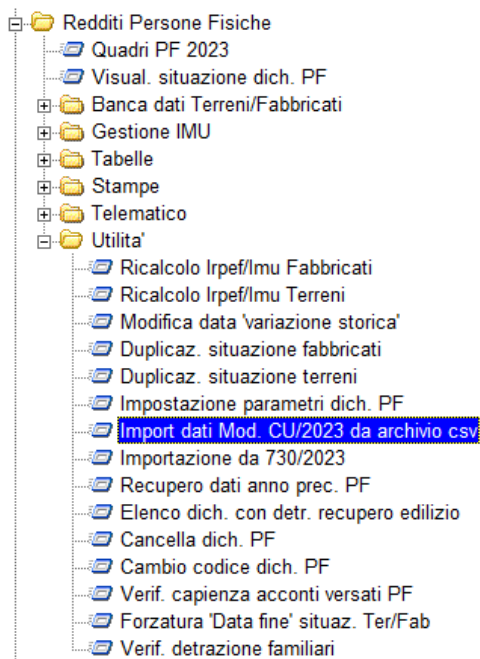 Redditi Persone Fisiche
Quadri PF 2023
Visual. situazione dich. PF
Banca dati Terreni/Fabbricati
Gestione IMU
Tabelle
Stampe
Telematico
Utilita'
Ricalcolo Irpef/Imu Fabbricati
Ricalcolo Irpef/Imu Terreni
Modifica data 'variazione storica'
Duplicaz. situazione fabbricati
Duplicaz. situazione terreni
Impostazione parametri dich. PF
Import dati Mod. CU/2023 da archivio csv
Importazione da 730/2023
Recupero dati anno prec. PF
Elenco dich. con detr. recupero edilizio
Cancella dich. PF
Cambio codice dich. PF
Verif. capienza acconti versati PF
Forzatura 'Data fine' situaz. Ter/Fab
Verif. detrazione familiari